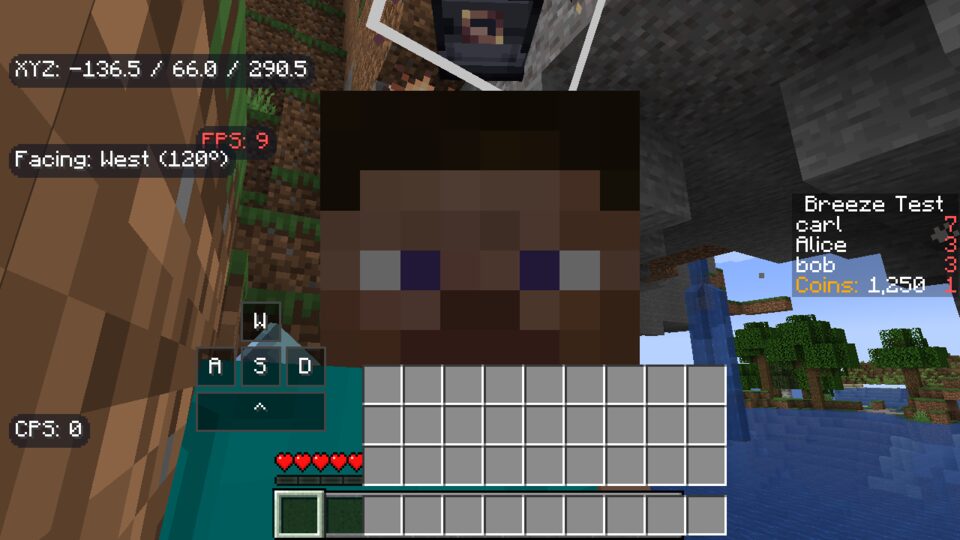 XYZ: -136.5 / 66.0 / 290.5
FPS: 9
Facing: West (120°)
Breeze Test
carl 7
Alice 3
bob 3
Coins: 1,250 1
W
A S D
^
CPS: 0